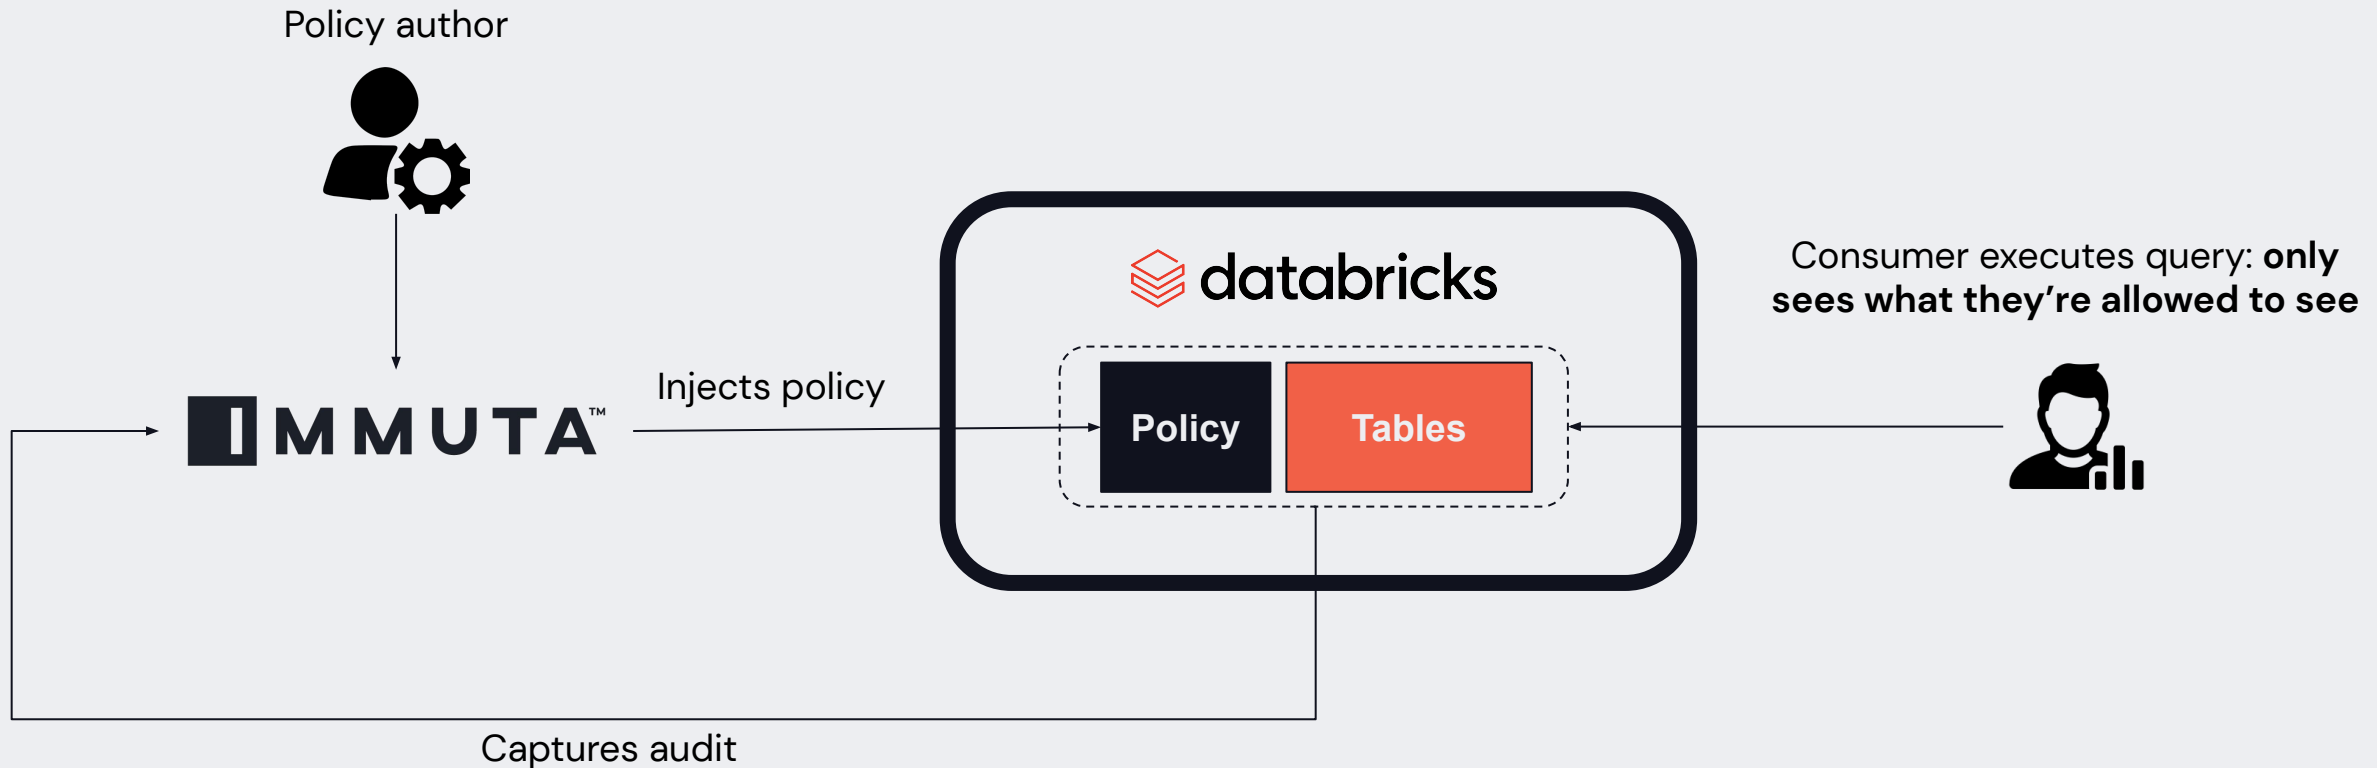 Policy author
IMMUTA™
Injects policy
databricks
Policy
Tables
Consumer executes query: only
sees what they’re allowed to see
Captures audit